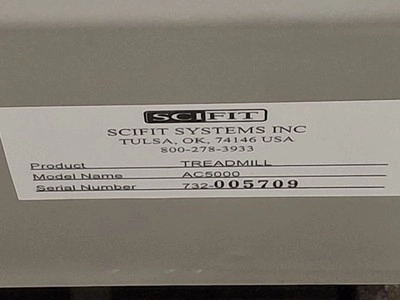 SCIFIT
SCIFIT SYSTEMS INC
TULSA, OK, 74146 USA
800-278-3933
Product TREADMILL
Model Name AC5000
Serial Number 732-005709